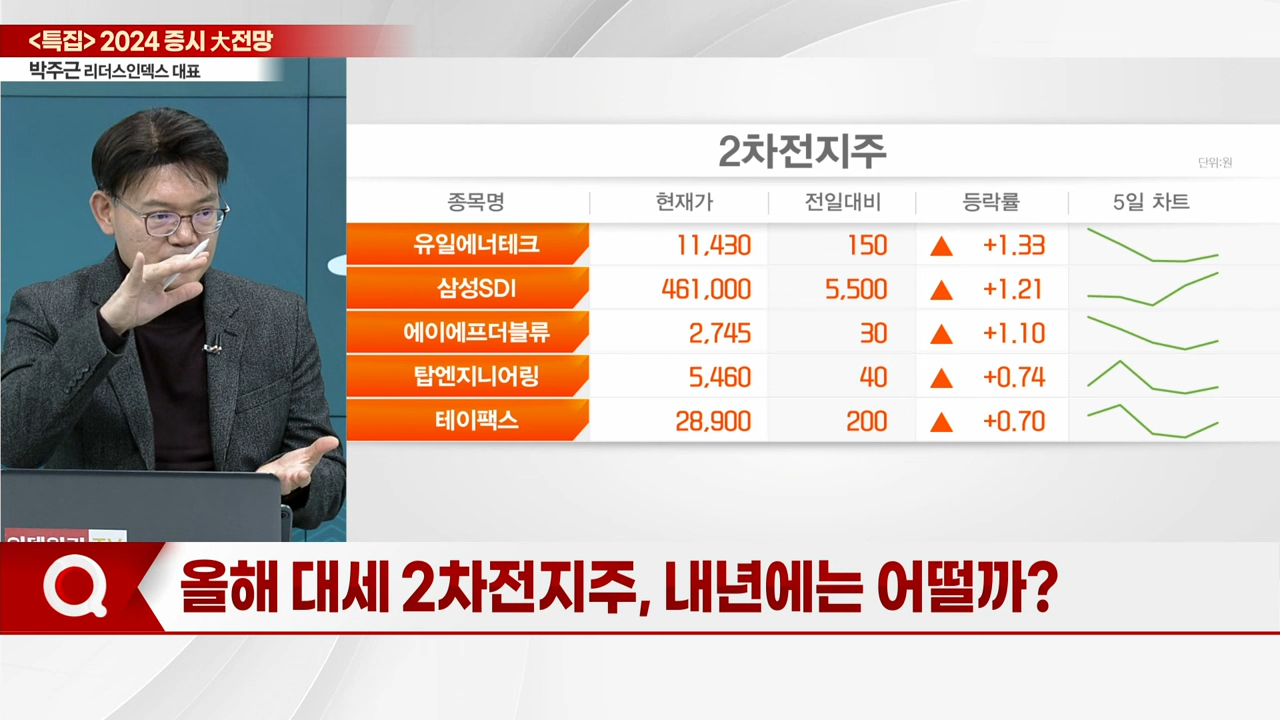 <특집> 2024 증시 大전망
박주근 리더스인덱스 대표
2차전지주
단위:원
종목명 현재가 전일대비 등락률 5일 차트
유일에너테크 11,430 150 ▲ +1.33
삼성SDI 461,000 5,500 ▲ +1.21
에이에프더블류 2,745 30 ▲ +1.10
탑엔지니어링 5,460 40 ▲ +0.74
테이팩스 28,900 200 ▲ +0.70
Q 올해 대세 2차전지주, 내년에는 어떨까?